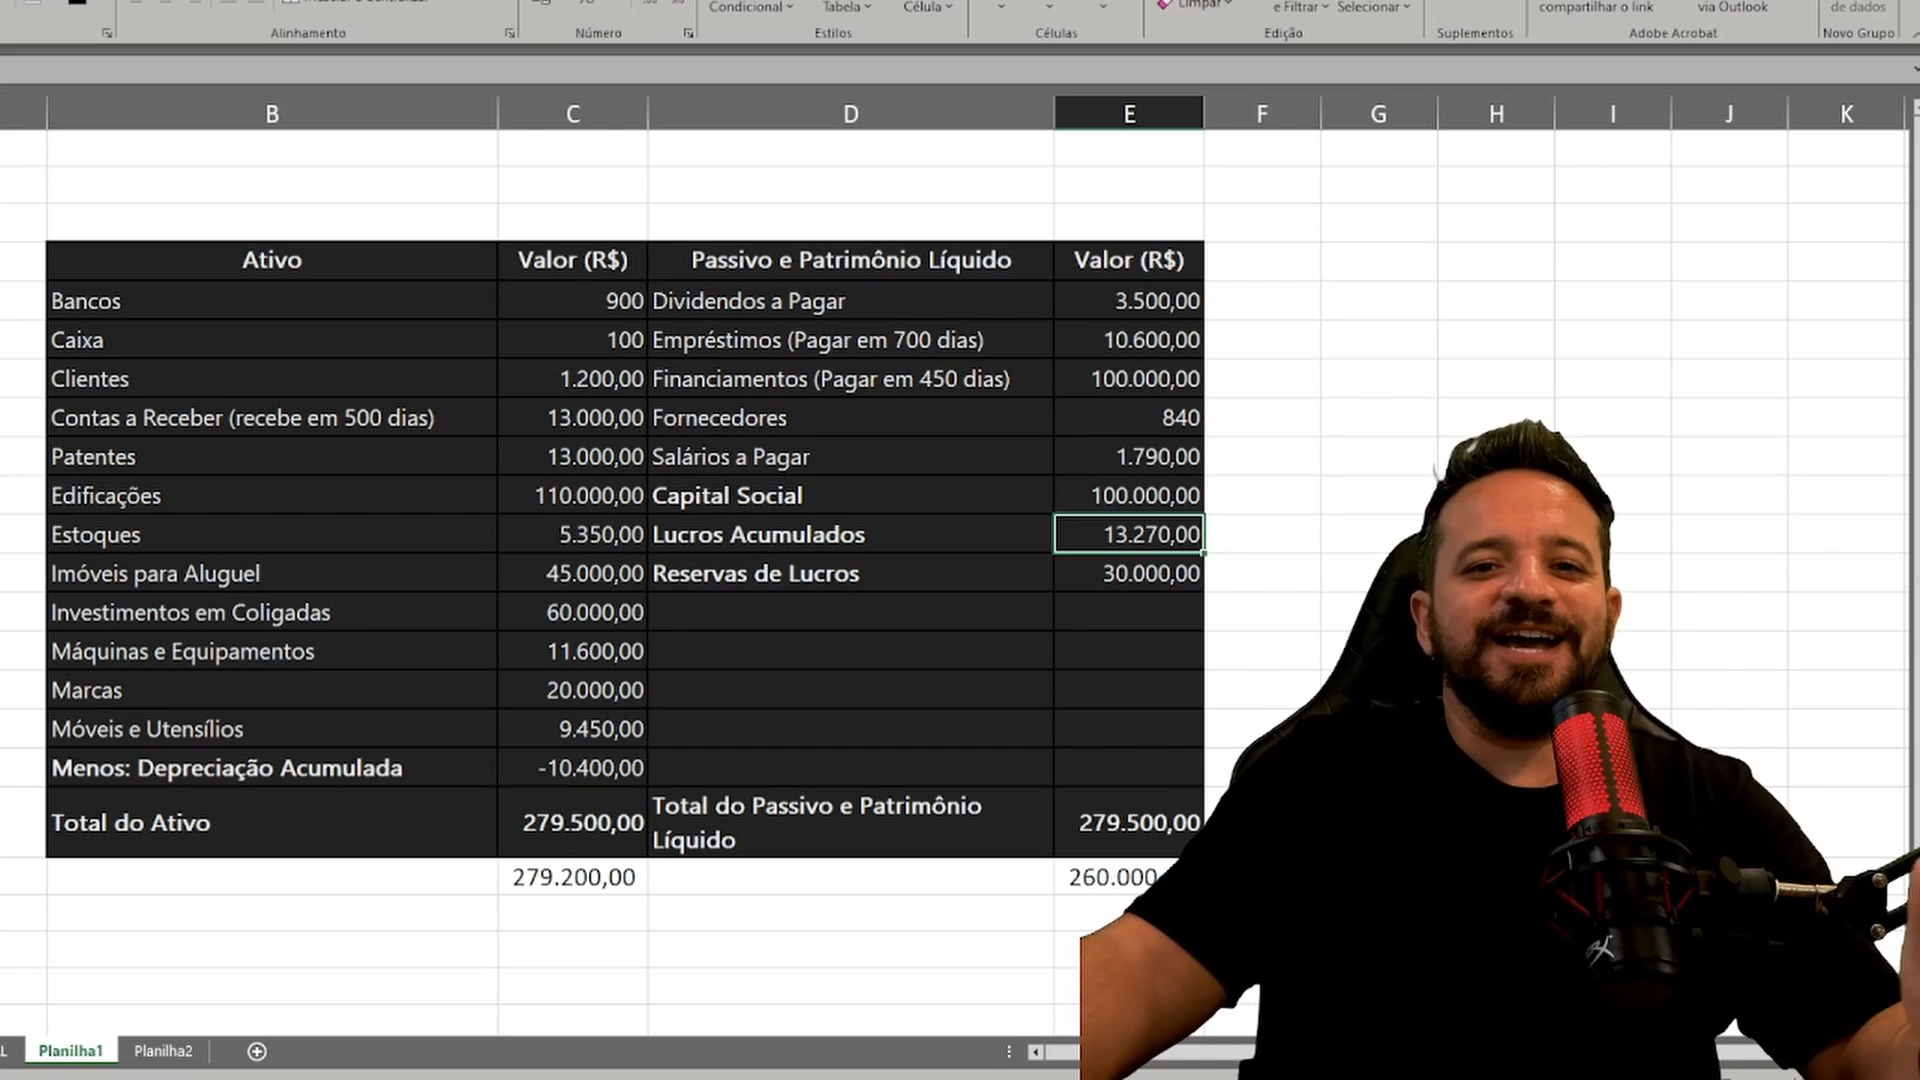 Condicional Tabela Célula Limpar e Filtrar Selecionar compartilhar o link via Outlook de dados
Alinhamento Número Estilos Células Edição Suplementos Adobe Acrobat Novo Grupo
B C D E F G H I J K
Ativo Valor (R$) Passivo e Patrimônio Líquido Valor (R$)
Bancos 900 Dividendos a Pagar 3.500,00
Caixa 100 Empréstimos (Pagar em 700 dias) 10.600,00
Clientes 1.200,00 Financiamentos (Pagar em 450 dias) 100.000,00
Contas a Receber (recebe em 500 dias) 13.000,00 Fornecedores 840
Patentes 13.000,00 Salários a Pagar 1.790,00
Edificações 110.000,00 Capital Social 100.000,00
Estoques 5.350,00 Lucros Acumulados 13.270,00
Imóveis para Aluguel 45.000,00 Reservas de Lucros 30.000,00
Investimentos em Coligadas 60.000,00
Máquinas e Equipamentos 11.600,00
Marcas 20.000,00
Móveis e Utensílios 9.450,00
Menos: Depreciação Acumulada -10.400,00
Total do Ativo 279.500,00 Total do Passivo e Patrimônio
Líquido 279.500,00
279.200,00 260.000
L Planilha1 Planilha2